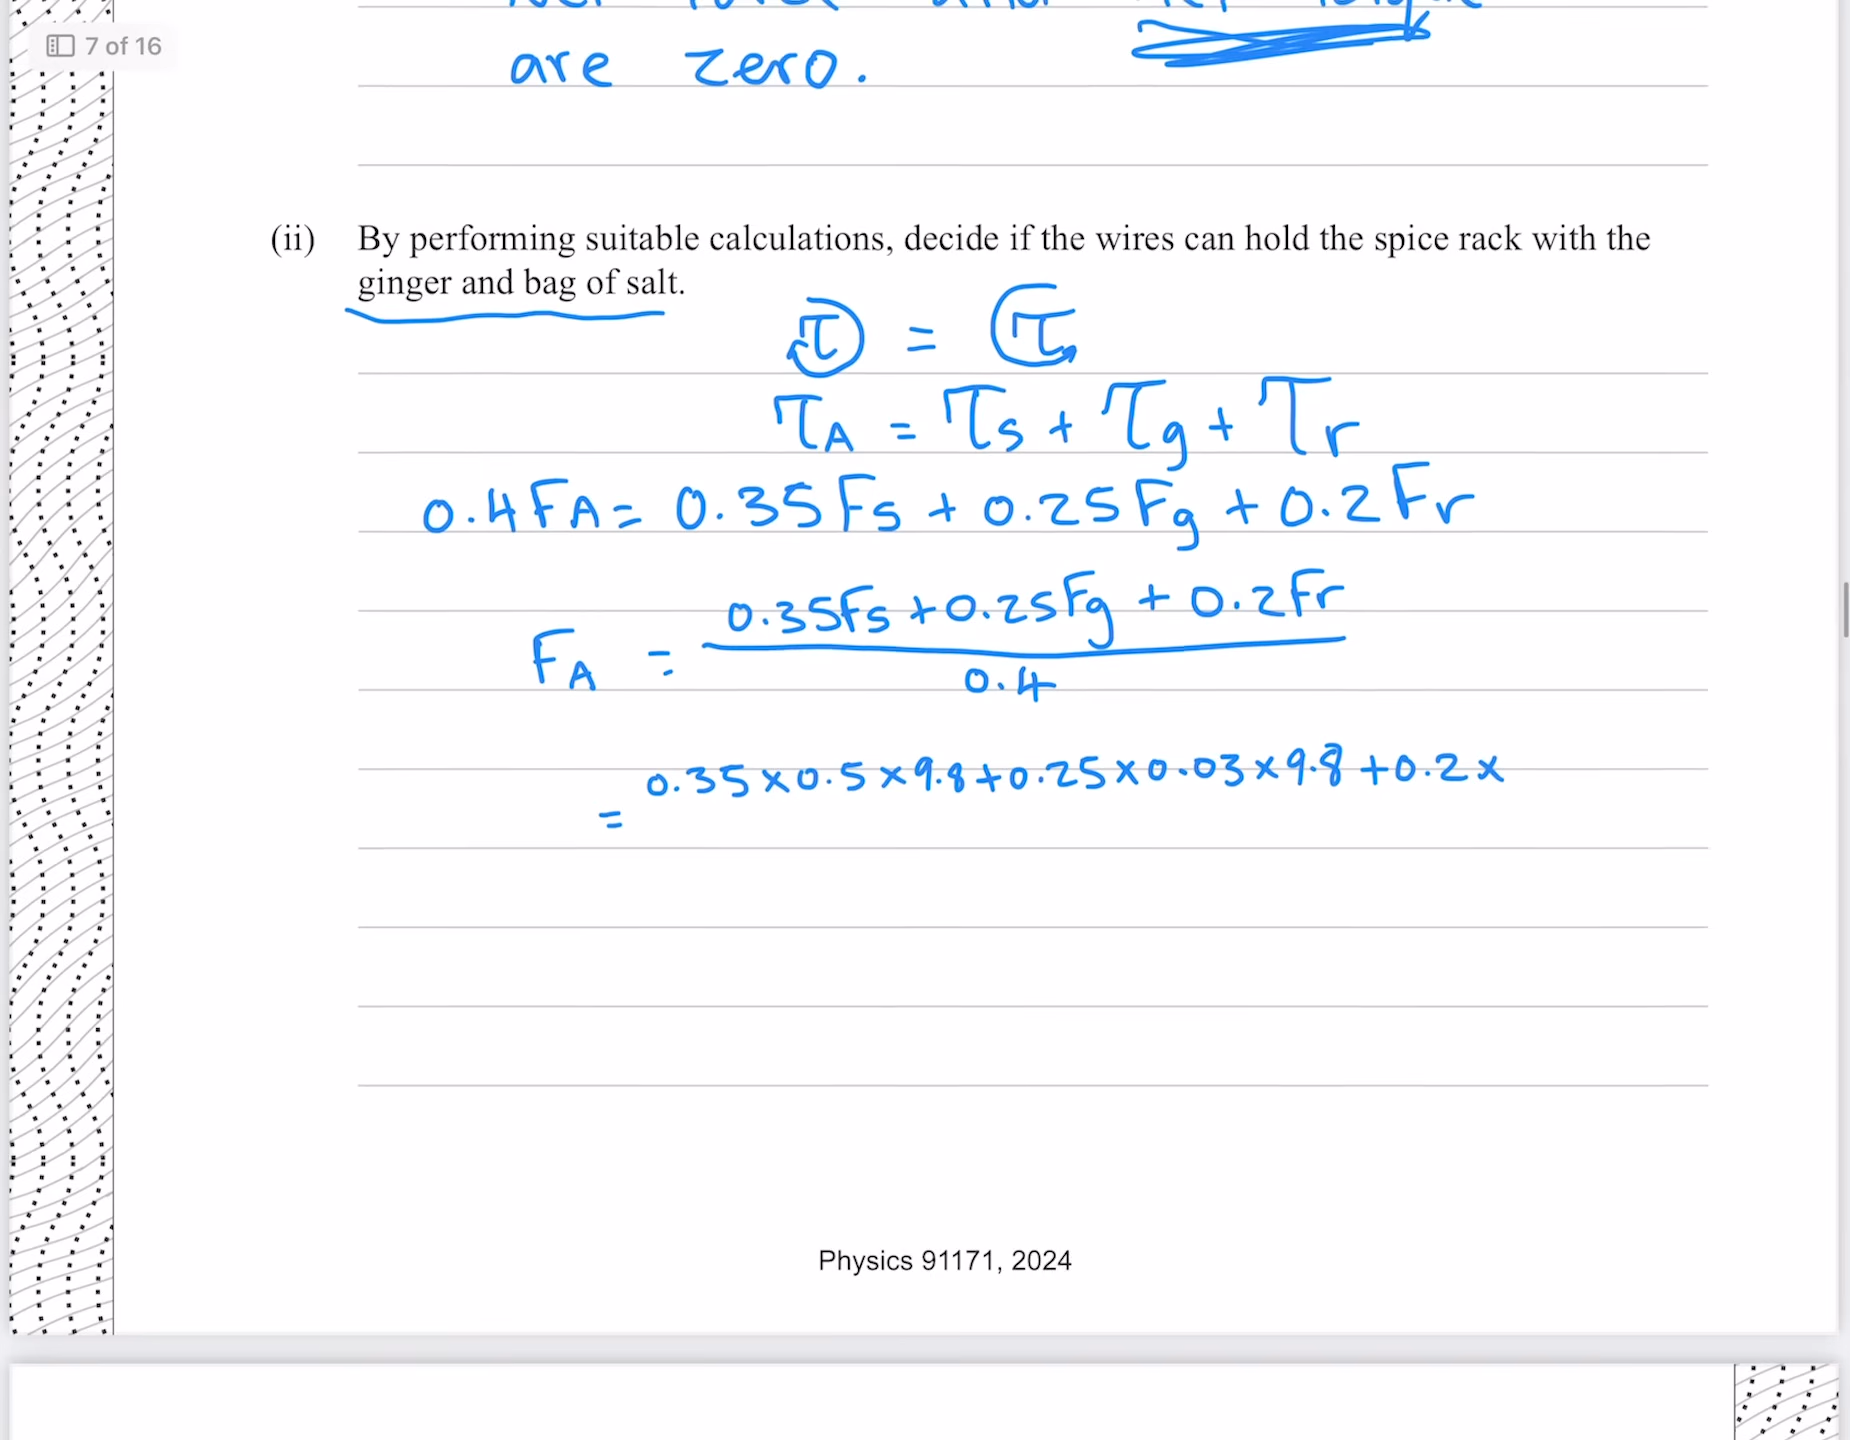 7 of 16
are zero.
(ii) By performing suitable calculations, decide if the wires can hold the spice rack with the
ginger and bag of salt.
τ = τ
τA = τs + τg + τr
0.4FA = 0.35Fs + 0.25Fg + 0.2Fr
FA = 0.35Fs + 0.25Fg + 0.2Fr
0.4
= 0.35 × 0.5 × 9.8 + 0.25 × 0.03 × 9.8 + 0.2 ×
Physics 91171, 2024